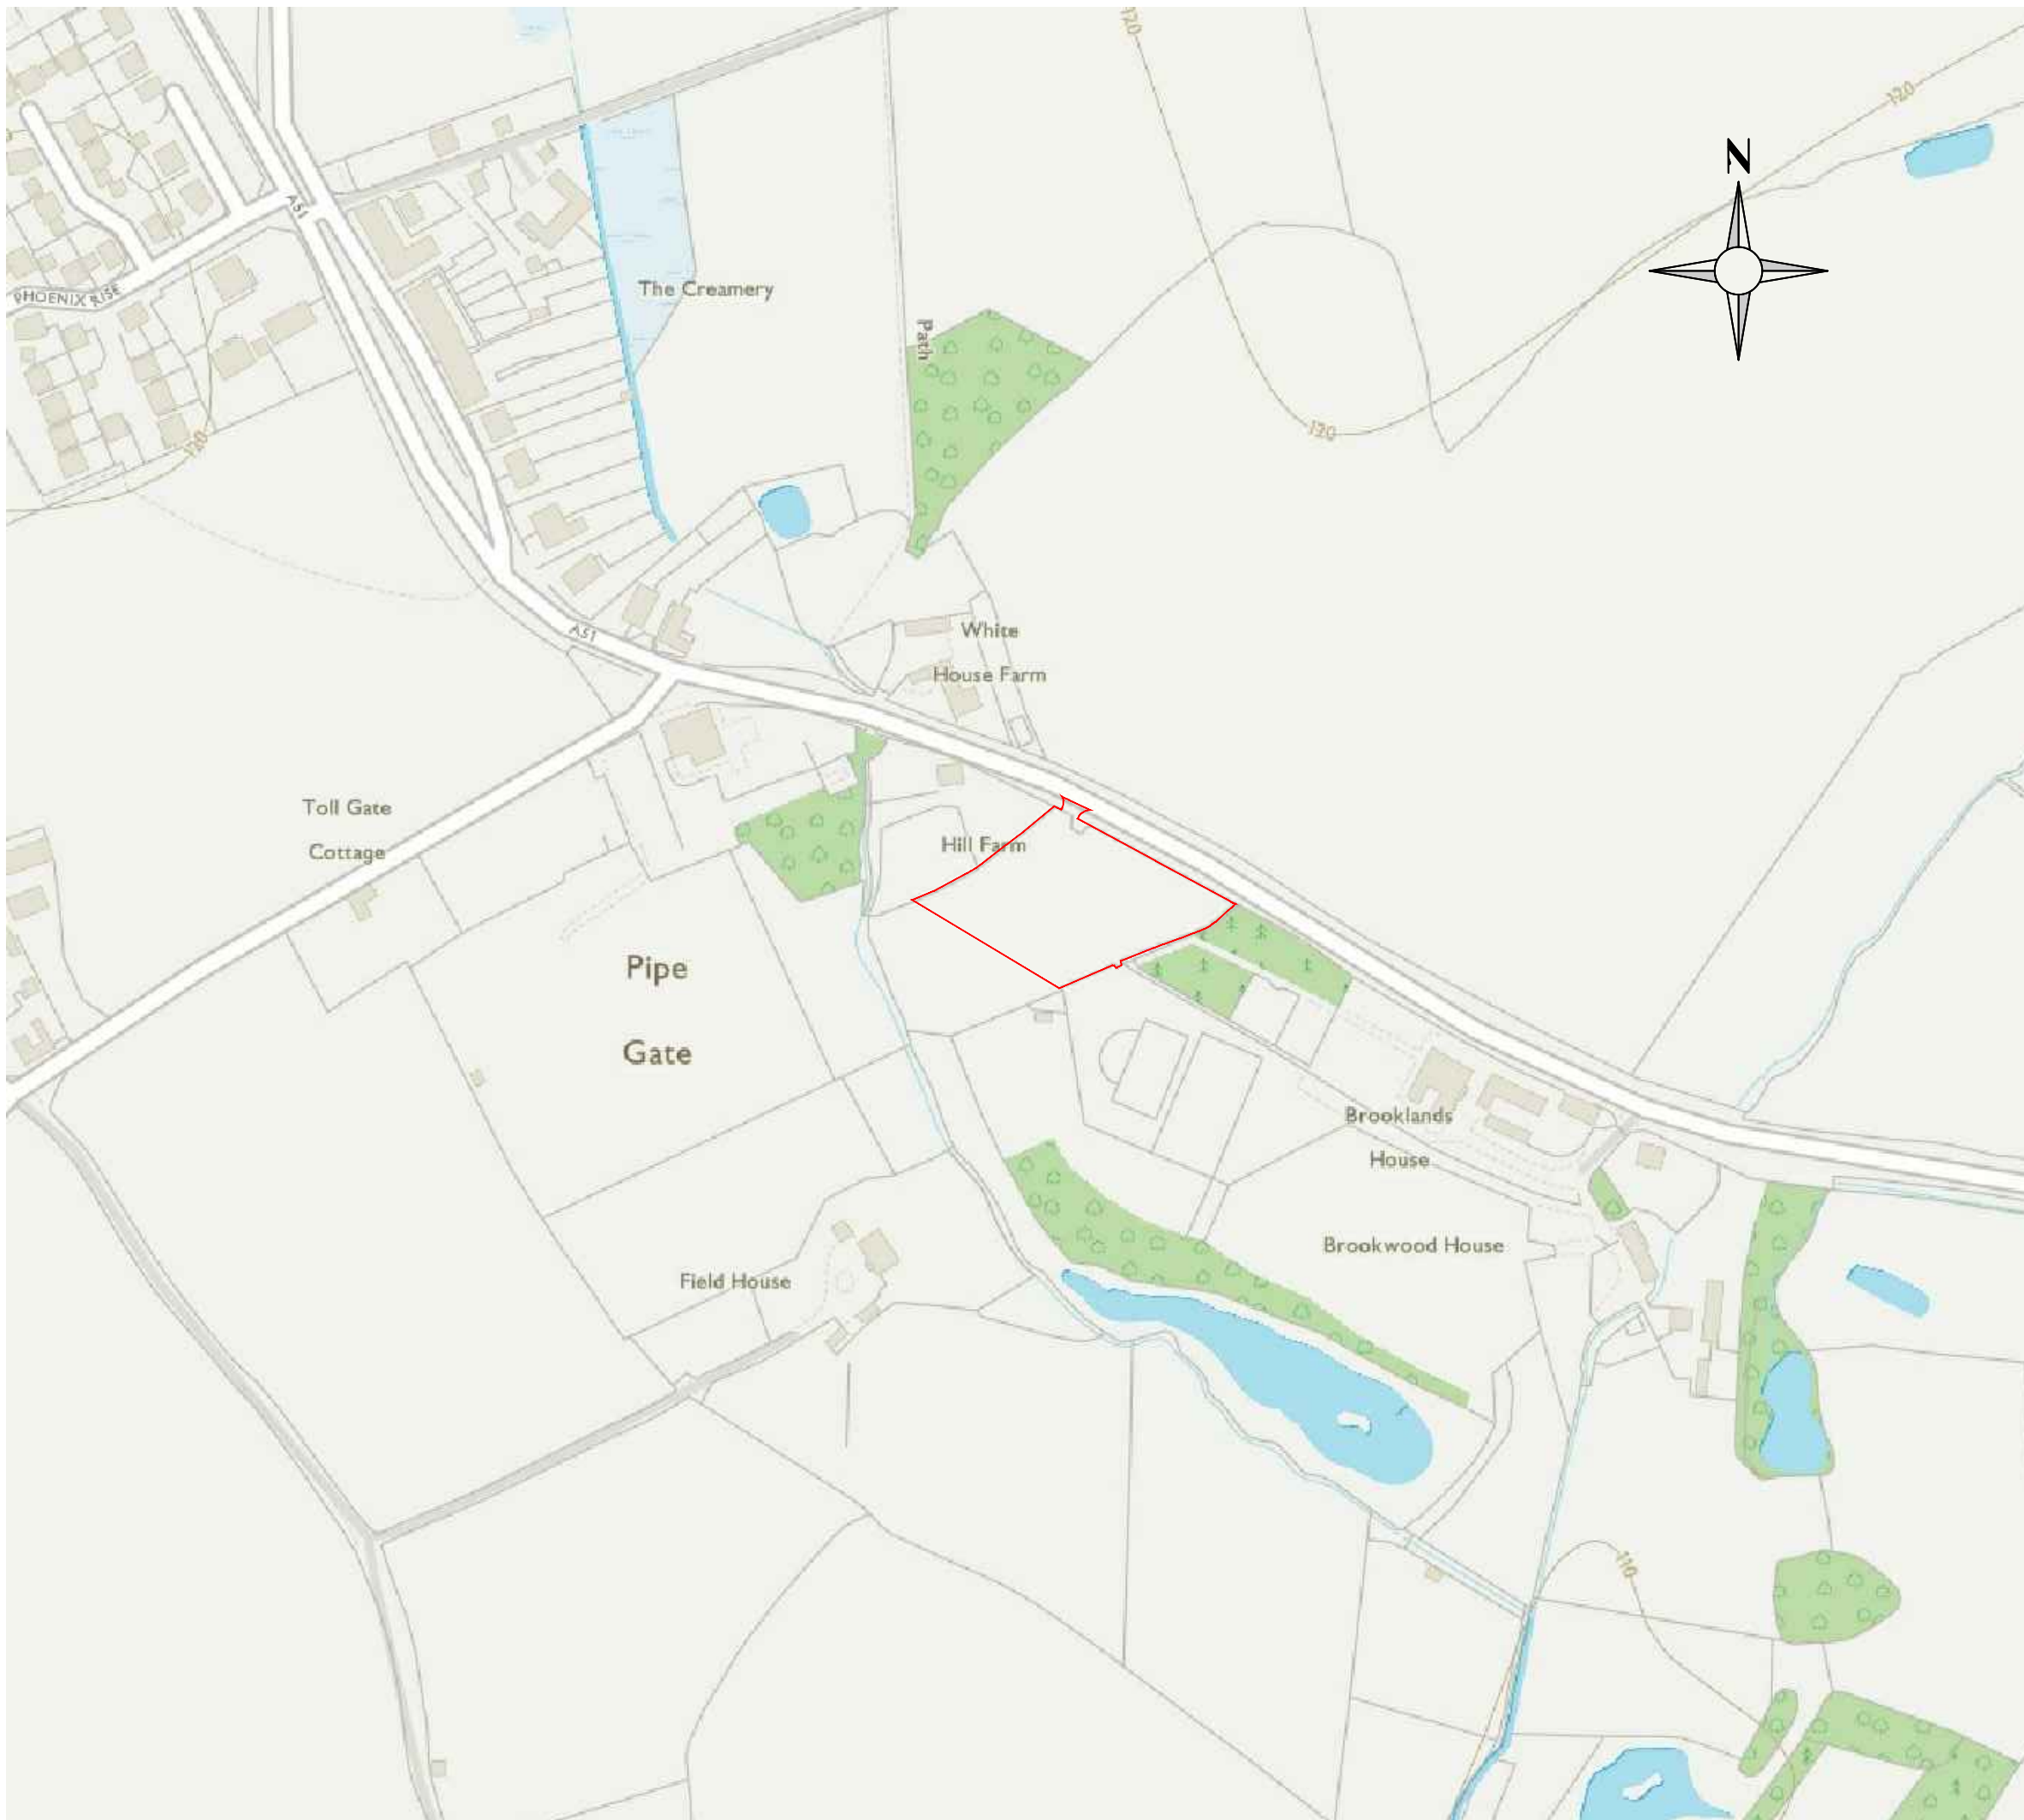 120
120
N
A51
PHOENIX RISE
The Creamery
Path
120
120
A51
White
House Farm
Toll Gate
Cottage
Hill Farm
Pipe
Gate
Brooklands
House
Brookwood House
Field House
110